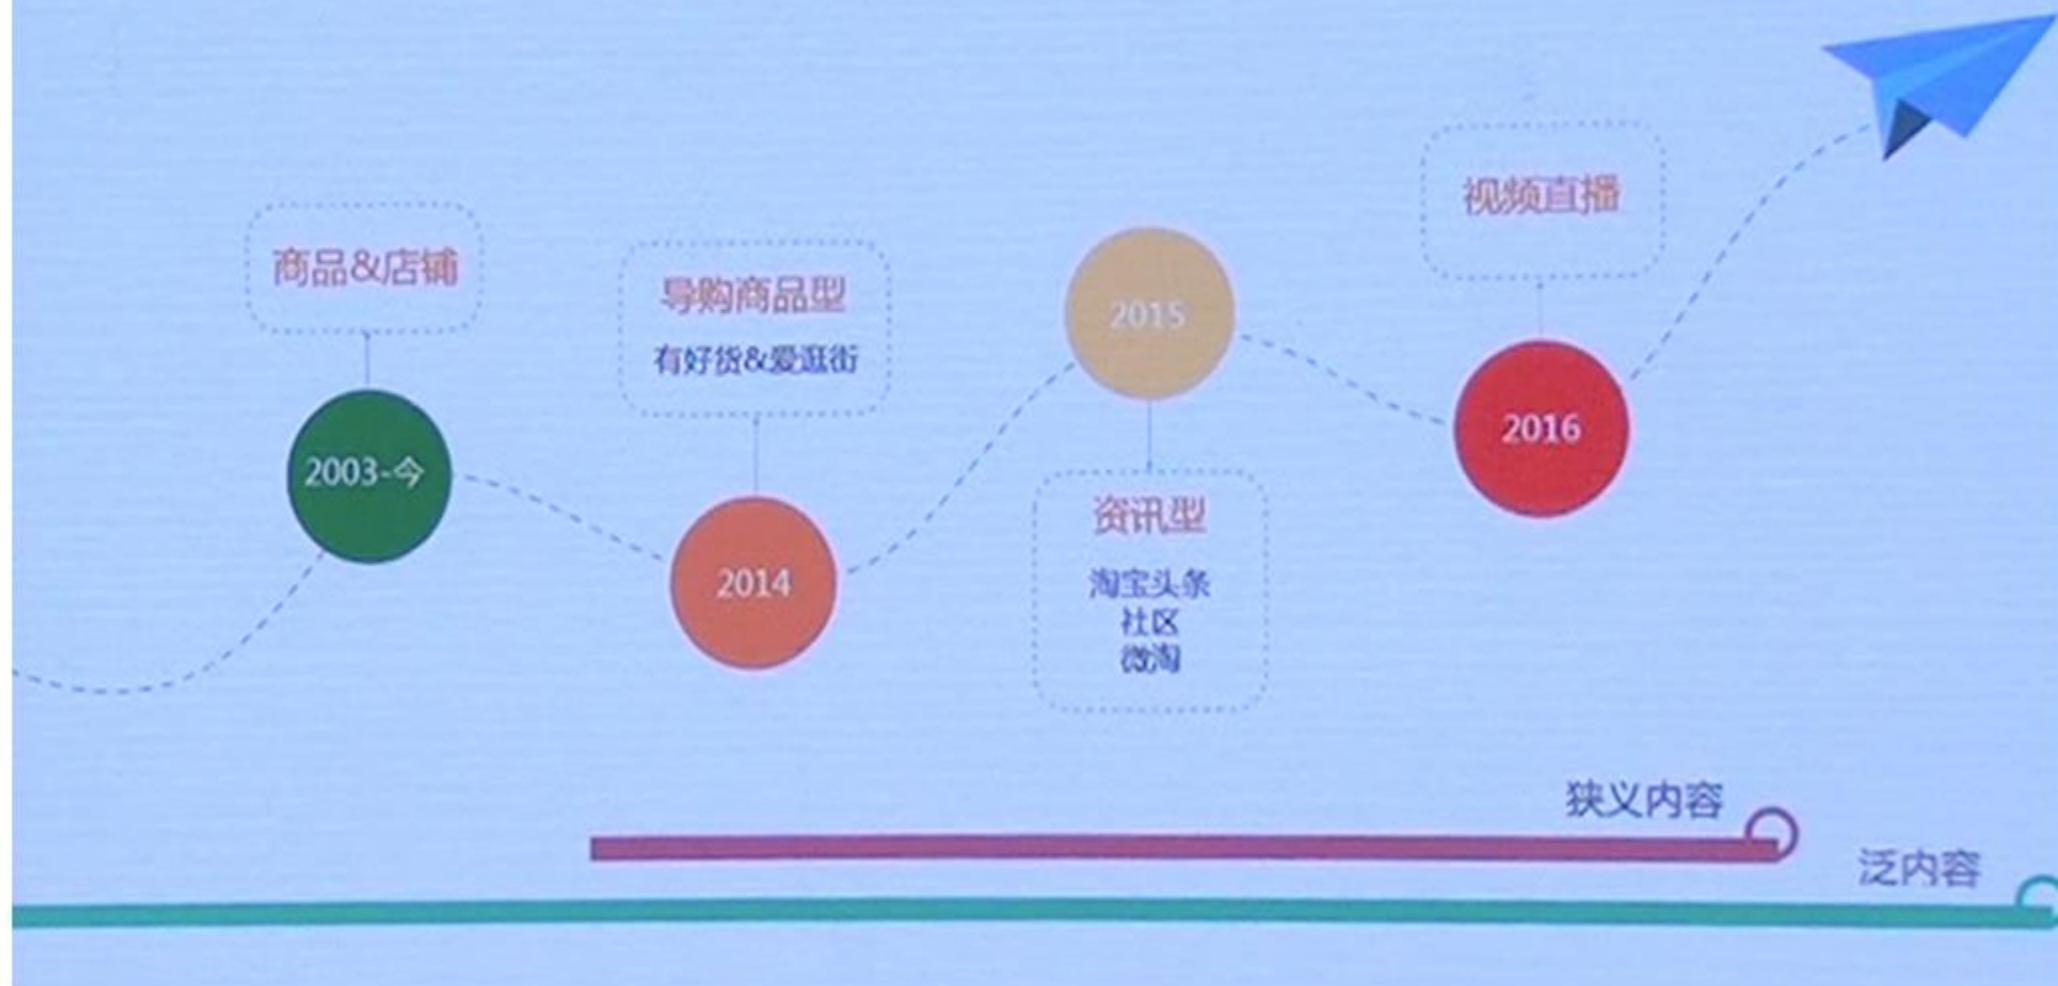 商品&店铺
2003-今
导购商品型
有好货&爱逛街
2014
2015
资讯型
淘宝头条
社区
微淘
视频直播
2016
狭义内容
泛内容